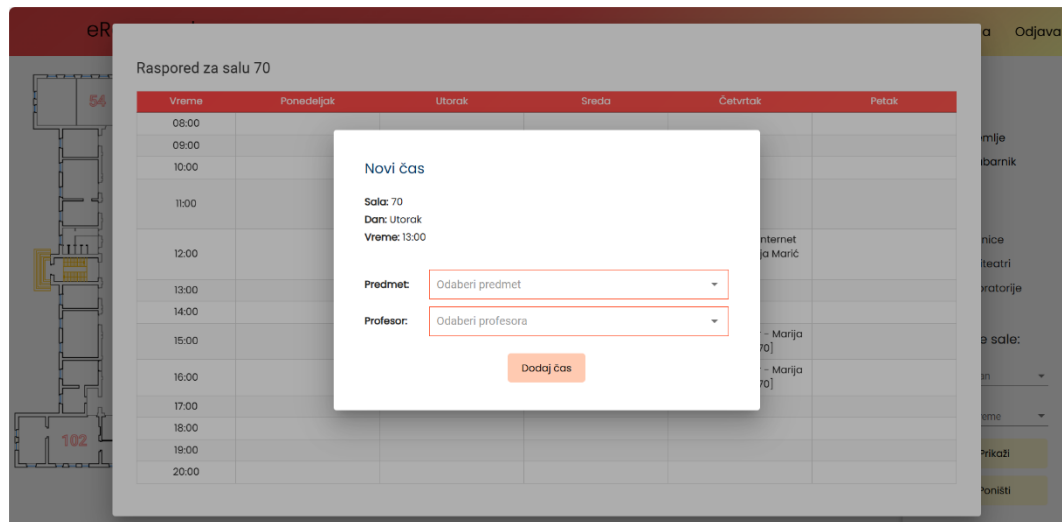 eR
a Odjava
Raspored za salu 70
Vreme Ponedeljak Utorak Sreda Četvrtak Petak
08:00
09:00
10:00
11:00
12:00
13:00
14:00
15:00
16:00
17:00
18:00
19:00
20:00
nternet
ja Marić
- Marija
70]
- Marija
70]
Novi čas
Sala: 70
Dan: Utorak
Vreme: 13:00
Predmet: Odaberi predmet
Profesor: Odaberi profesora
Dodaj čas
54
102
emlje
barnik
nice
iteatri
oratorije
e sale:
an
reme
Prikaži
Poništi